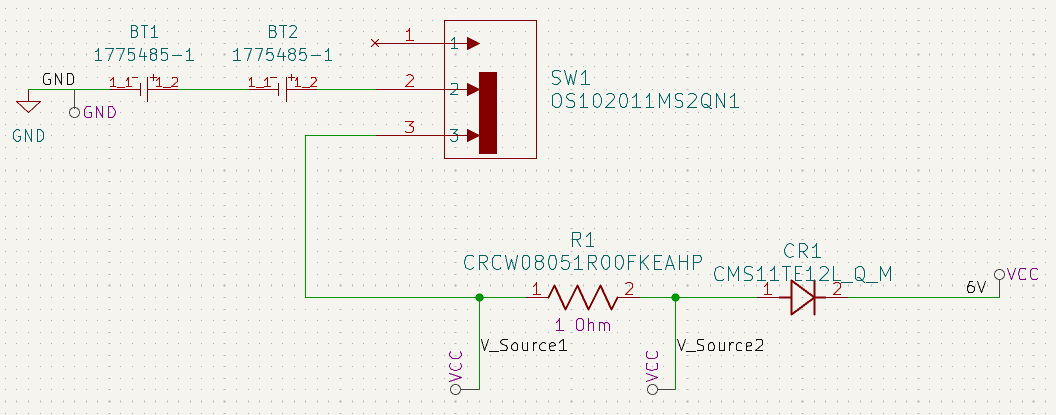 BT1
1775485-1
BT2
1775485-1
1
1
GND
1_1
-
+
1_2
1_1
-
+
1_2
2
2
SW1
OS102011MS2QN1
GND
GND
3
3
R1
CRCW08051R00FKEAHP
CR1
CMS11TE12L_Q_M
VCC
1
2
1
2
6V
1 Ohm
V_Source1
V_Source2
VCC
VCC